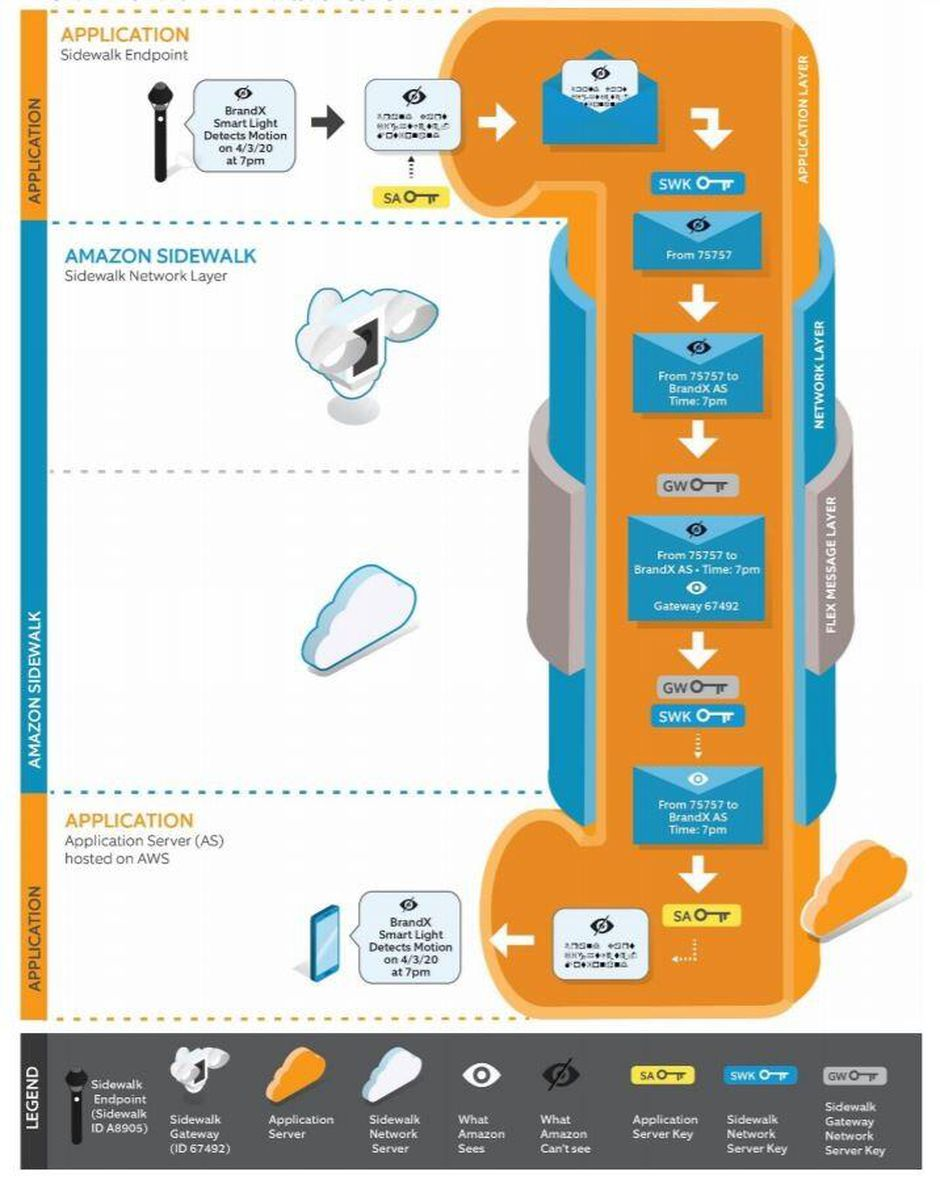 APPLICATION
Sidewalk Endpoint
APPLICATION
BrandX
Smart Light
Detects Motion
on 4/3/20
at 7pm
SA
SWK
APPLICATION LAYER
From 75757
AMAZON SIDEWALK
Sidewalk Network Layer
From 75757 to
BrandX AS
Time: 7pm
NETWORK LAYER
GW
From 75757 to
BrandX AS • Time: 7pm
Gateway 67492
FLEX MESSAGE LAYER
AMAZON SIDEWALK
GW
SWK
From 75757 to
BrandX AS
Time: 7pm
APPLICATION
Application Server (AS)
hosted on AWS
APPLICATION
BrandX
Smart Light
Detects Motion
on 4/3/20
at 7pm
SA
LEGEND
Sidewalk
Endpoint
(Sidewalk
ID A8905)
Sidewalk
Gateway
(ID 67492)
Application
Server
Sidewalk
Network
Server
What
Amazon
Sees
What
Amazon
Can't see
SA
Application
Server Key
SWK
Sidewalk
Network
Server Key
GW
Sidewalk
Gateway
Network
Server Key